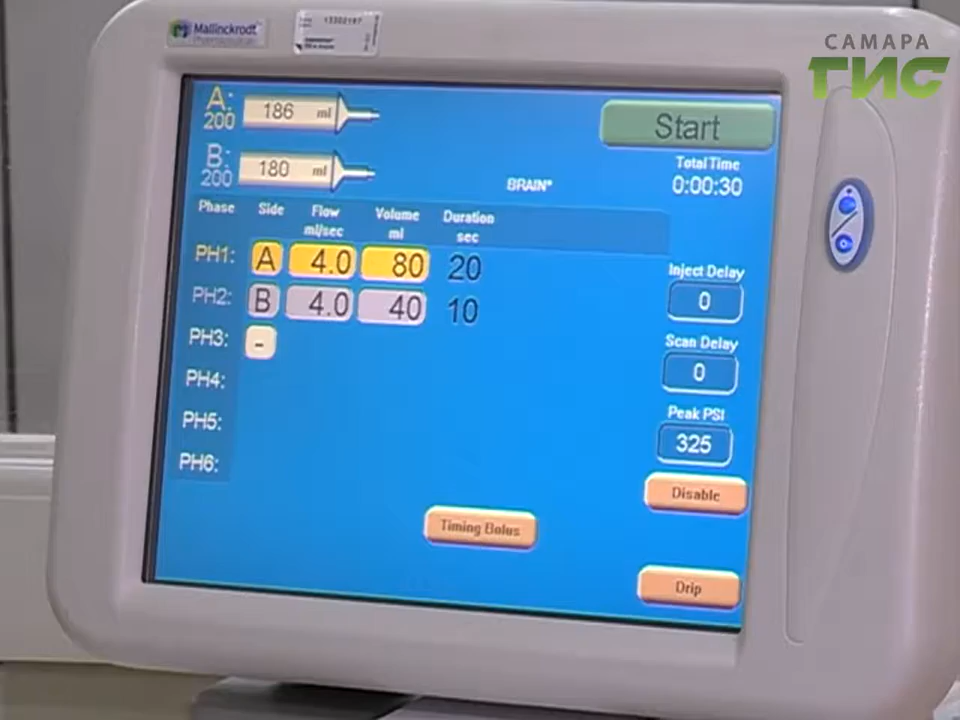 Mallinckrodt
Pharmaceuticals
13302167
САМАРА
ГИС
A:
200
186 ml
B:
200
180 ml
Start
Total Time
0:00:30
BRAIN*
Phase Side Flow Volume Duration
ml/sec ml sec
PH1: A 4.0 80 20
PH2: B 4.0 40 10
PH3: -
PH4:
PH5:
PH6:
Inject Delay
0
Scan Delay
0
Peak PSI
325
Disable
Timing Bolus
Drip